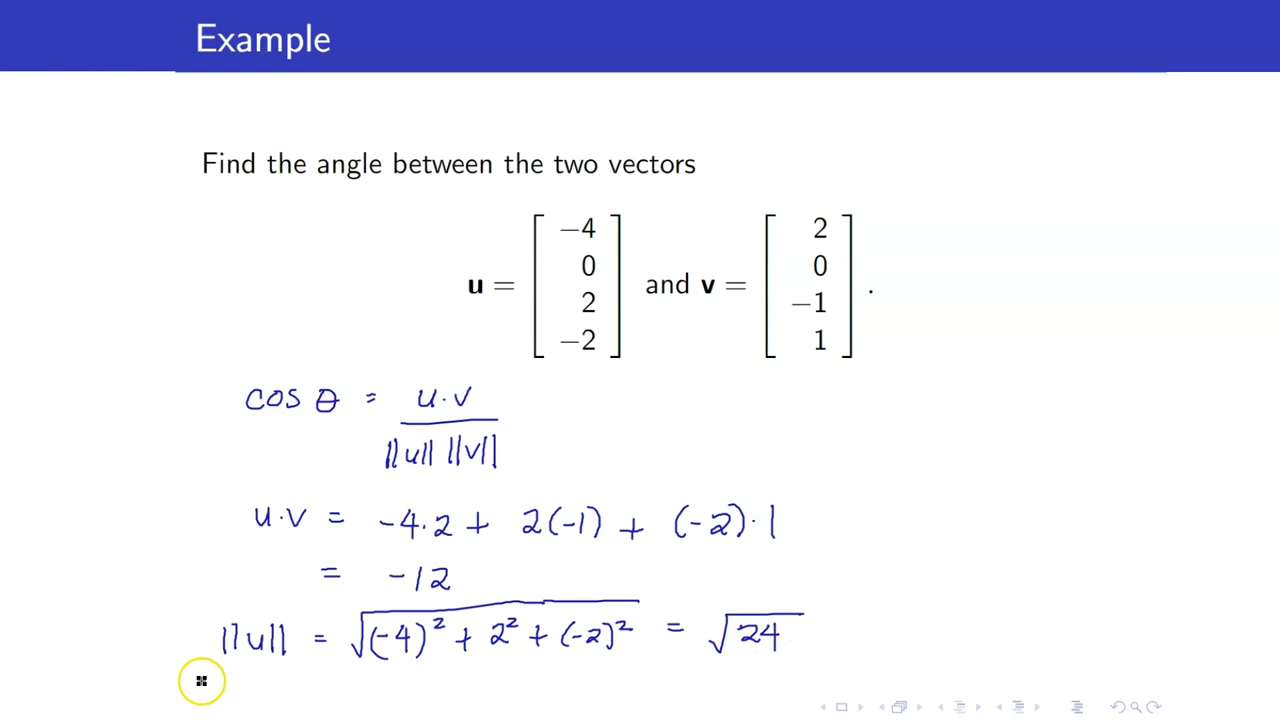 Example
Find the angle between the two vectors
u = [ −4 0 2 −2 ] and v = [ 2 0 −1 1 ] .
cos θ = u·v / ||u|| ||v||
u·v = -4·2 + 2(-1) + (-2)·1
= -12
||u|| = √(-4)² + 2² + (-2)² = √24